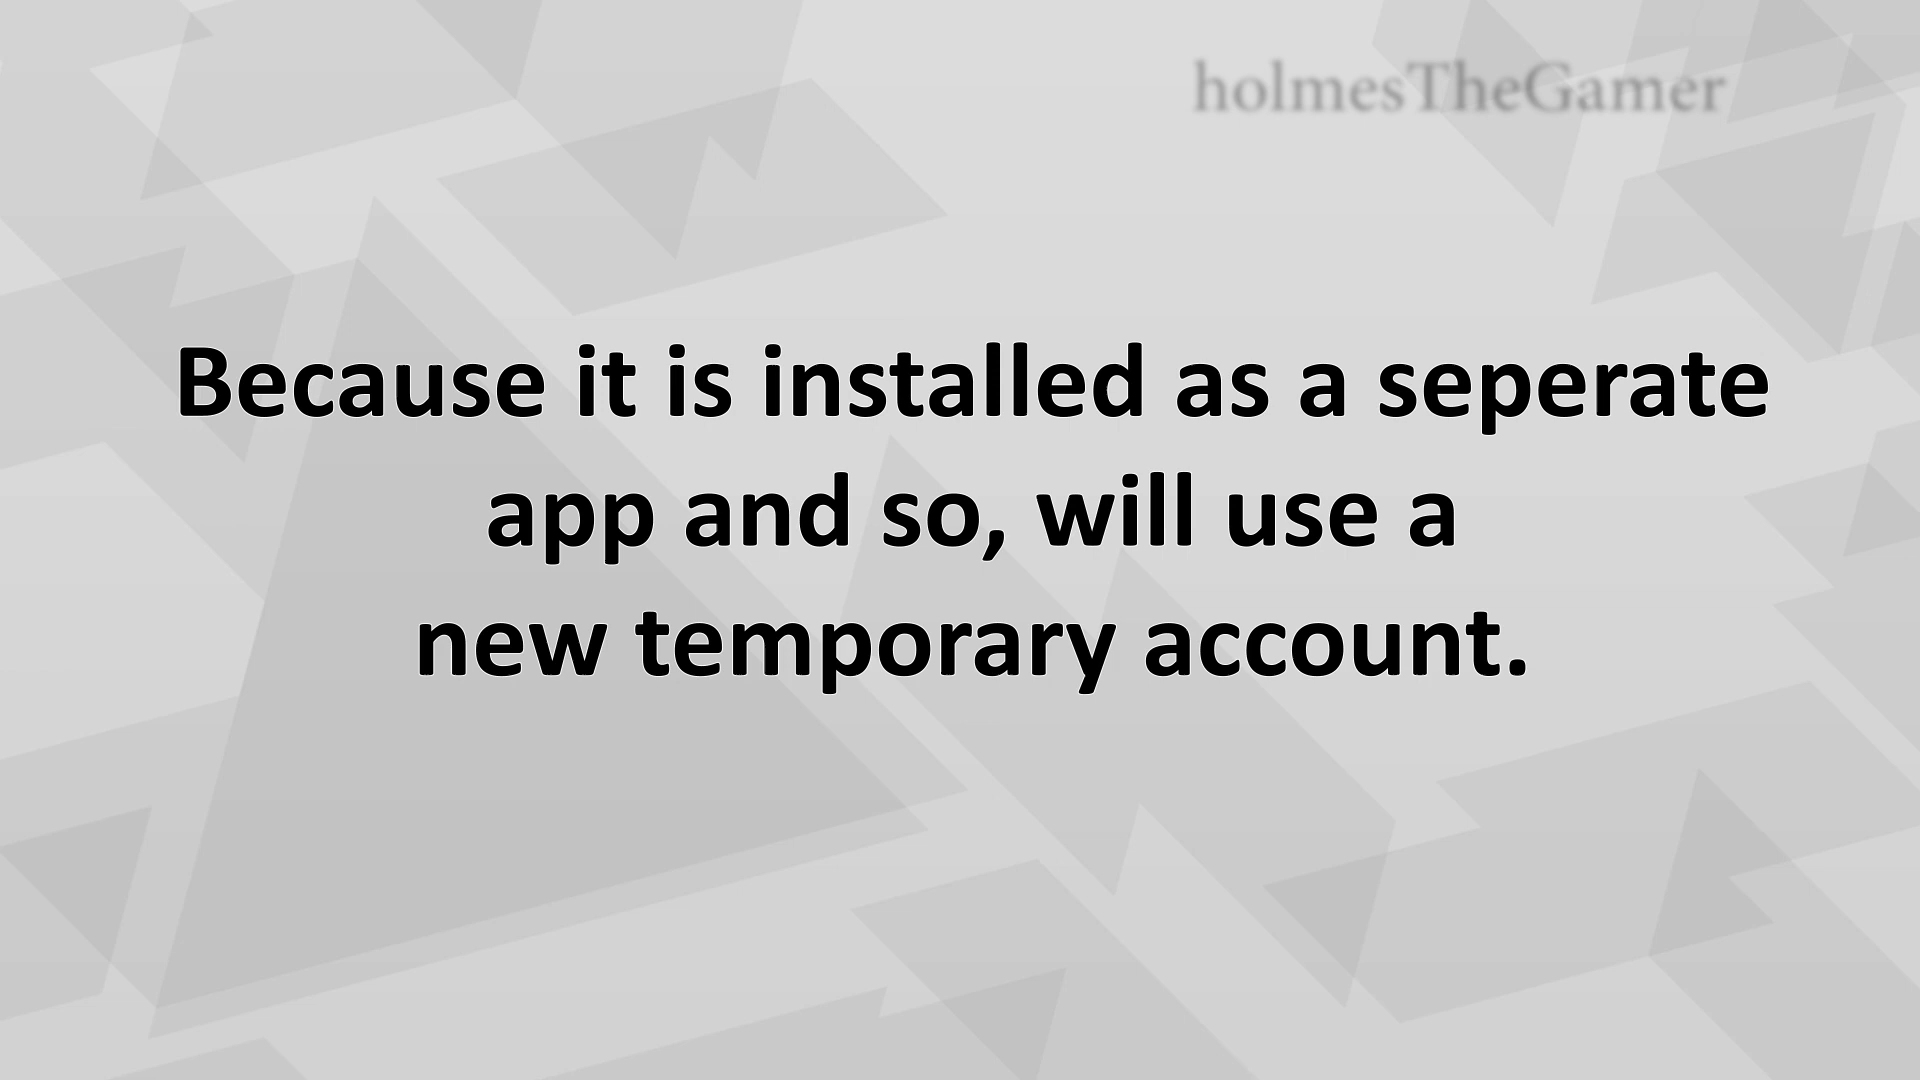 holmesTheGamer
Because it is installed as a seperate
app and so, will use a
new temporary account.